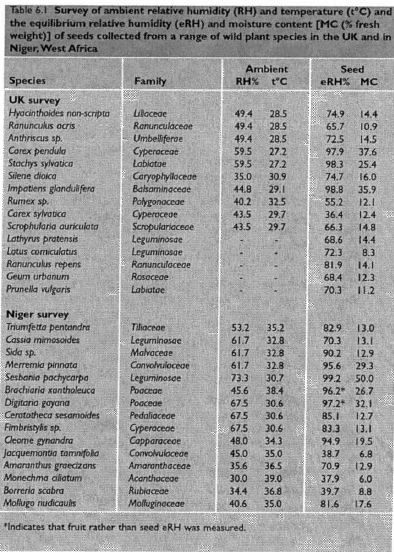 Table 6.1 Survey of ambient relative humidity (RH) and temperature (t°C) and
the equilibrium relative humidity (eRH) and moisture content [MC (% fresh
weight)] of seeds collected from a range of wild plant species in the UK and in
Niger, West Africa
Ambient Seed
Species Family RH% t°C eRH% MC
UK survey
Hyacinthoides non-scripta Liliaceae 49.4 28.5 74.9 14.4
Ranunculus acris Ranunculaceae 49.4 28.5 65.7 10.9
Anthriscus sp. Umbelliferae 49.4 28.5 72.5 14.5
Carex pendula Cyperaceae 59.5 27.2 97.9 37.6
Stachys sylvatica Labiatae 59.5 27.2 98.3 25.4
Silene dioica Caryophyllaceae 35.0 30.9 74.7 16.0
Impatiens glandulifera Balsaminaceae 44.8 29.1 98.8 35.9
Rumex sp. Polygonaceae 40.2 32.5 55.2 12.1
Carex sylvatica Cyperaceae 43.5 29.7 36.4 12.4
Scrophularia auriculata Scropulariaceae 43.5 29.7 66.3 14.8
Lathyrus pratensis Leguminosae - - 68.6 14.4
Lotus corniculatus Leguminosae - - 72.3 8.3
Ranunculus repens Ranunculaceae - - 81.9 14.1
Geum urbanum Rosaceae - - 68.4 12.3
Prunella vulgaris Labiatae - - 70.3 11.2
Niger survey
Triumfetta pentandra Tiliaceae 53.2 35.2 82.9 13.0
Cassia mimosoides Leguminosae 61.7 32.8 70.3 13.1
Sida sp. Malvaceae 61.7 32.8 90.2 12.9
Merremia pinnata Convolvulaceae 61.7 32.8 95.6 29.3
Sesbania pachycarpa Leguminosae 73.3 30.7 99.2 50.0
Brachiaria xantholeuca Poaceae 45.6 38.4 96.2* 26.7
Digitaria gayana Poaceae 67.5 30.6 97.2* 32.1
Ceratotheca sesamoides Pedaliaceae 67.5 30.6 85.1 12.7
Fimbristylis sp. Cyperaceae 67.5 30.6 83.3 13.1
Cleome gynandra Capparaceae 48.0 34.3 94.9 19.5
Jacquemontia tamnifolia Convolvulaceae 45.0 35.0 38.7 6.8
Amaranthus graecizans Amaranthaceae 35.6 36.5 70.9 12.9
Monechma ciliatum Acanthaceae 30.0 39.0 37.9 6.0
Borreria scabra Rubiaceae 34.4 36.8 39.7 8.8
Mollugo nudicaulis Molluginaceae 40.6 35.0 81.6 17.6
*Indicates that fruit rather than seed eRH was measured.